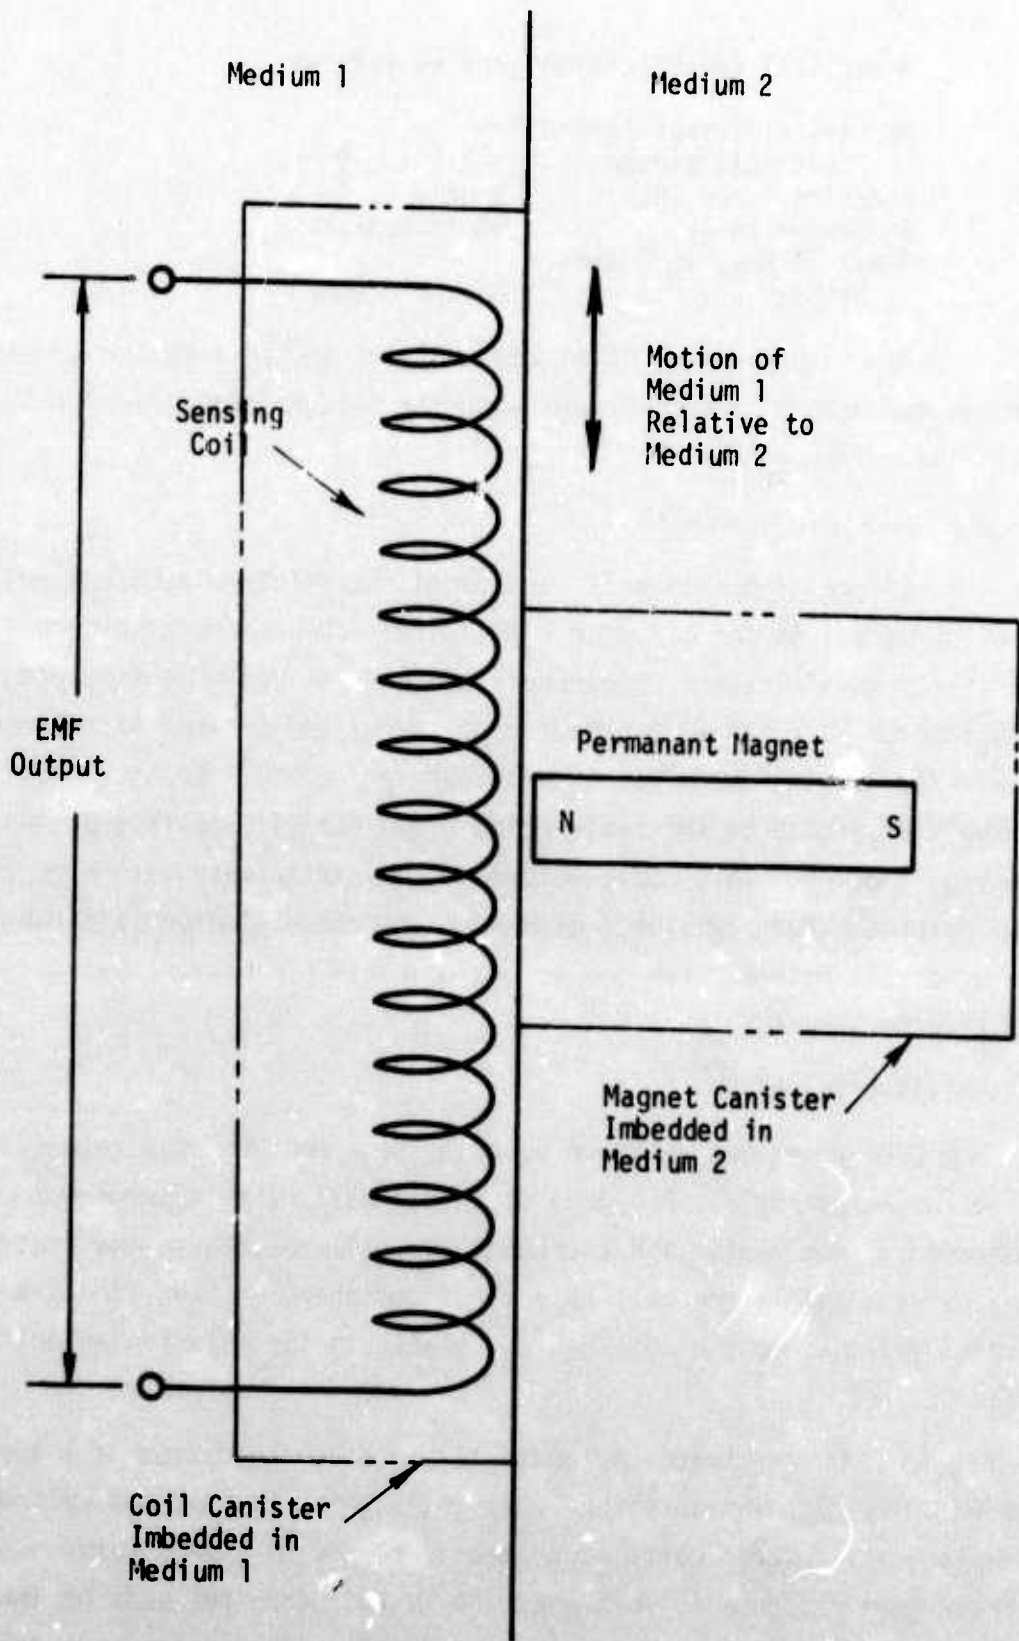 Medium 1
Medium 2
Motion of
Medium 1
Relative to
Medium 2
Sensing
Coil
EMF
Output
Permanant Magnet
N
S
Magnet Canister
Imbedded in
Medium 2
Coil Canister
Imbedded in
Medium 1